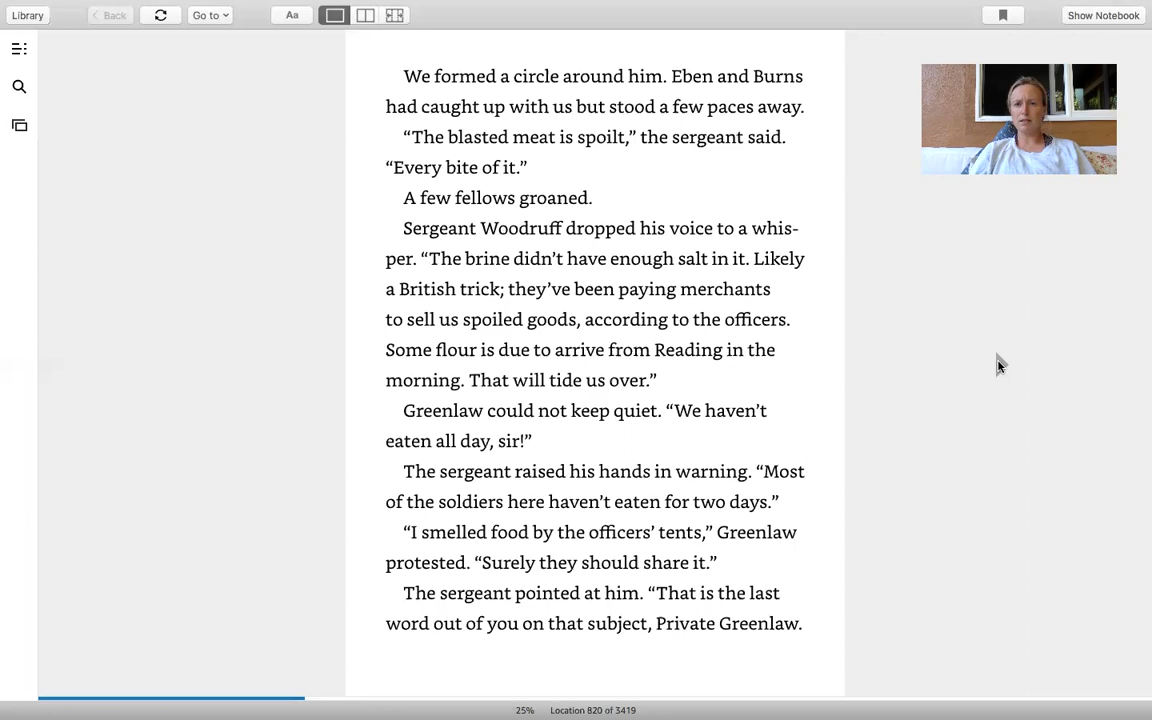 Library
Back
Go to
Aa
Show Notebook
We formed a circle around him. Eben and Burns
had caught up with us but stood a few paces away.
“The blasted meat is spoilt,” the sergeant said.
“Every bite of it.”
A few fellows groaned.
Sergeant Woodruff dropped his voice to a whis-
per. “The brine didn’t have enough salt in it. Likely
a British trick; they’ve been paying merchants
to sell us spoiled goods, according to the officers.
Some flour is due to arrive from Reading in the
morning. That will tide us over.”
Greenlaw could not keep quiet. “We haven’t
eaten all day, sir!”
The sergeant raised his hands in warning. “Most
of the soldiers here haven’t eaten for two days.”
“I smelled food by the officers’ tents,” Greenlaw
protested. “Surely they should share it.”
The sergeant pointed at him. “That is the last
word out of you on that subject, Private Greenlaw.
25% Location 820 of 3419